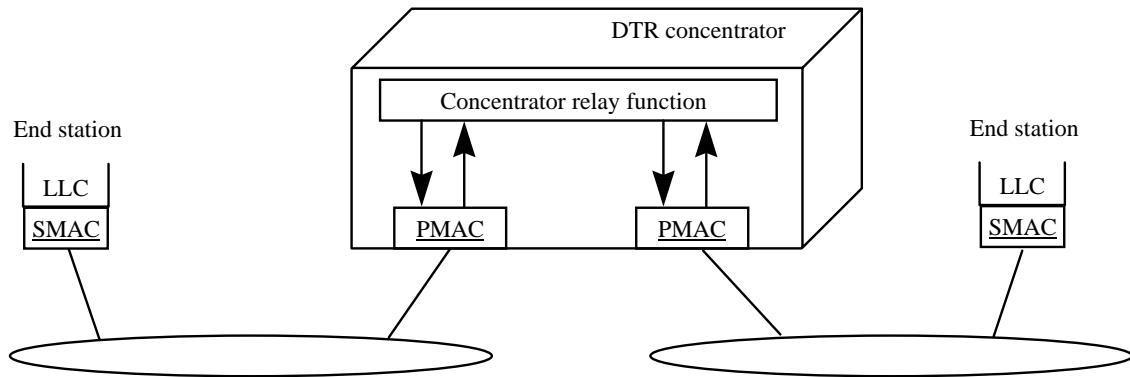 DTR concentrator
Concentrator relay function
End station
LLC
SMAC
PMAC
PMAC
End station
LLC
SMAC